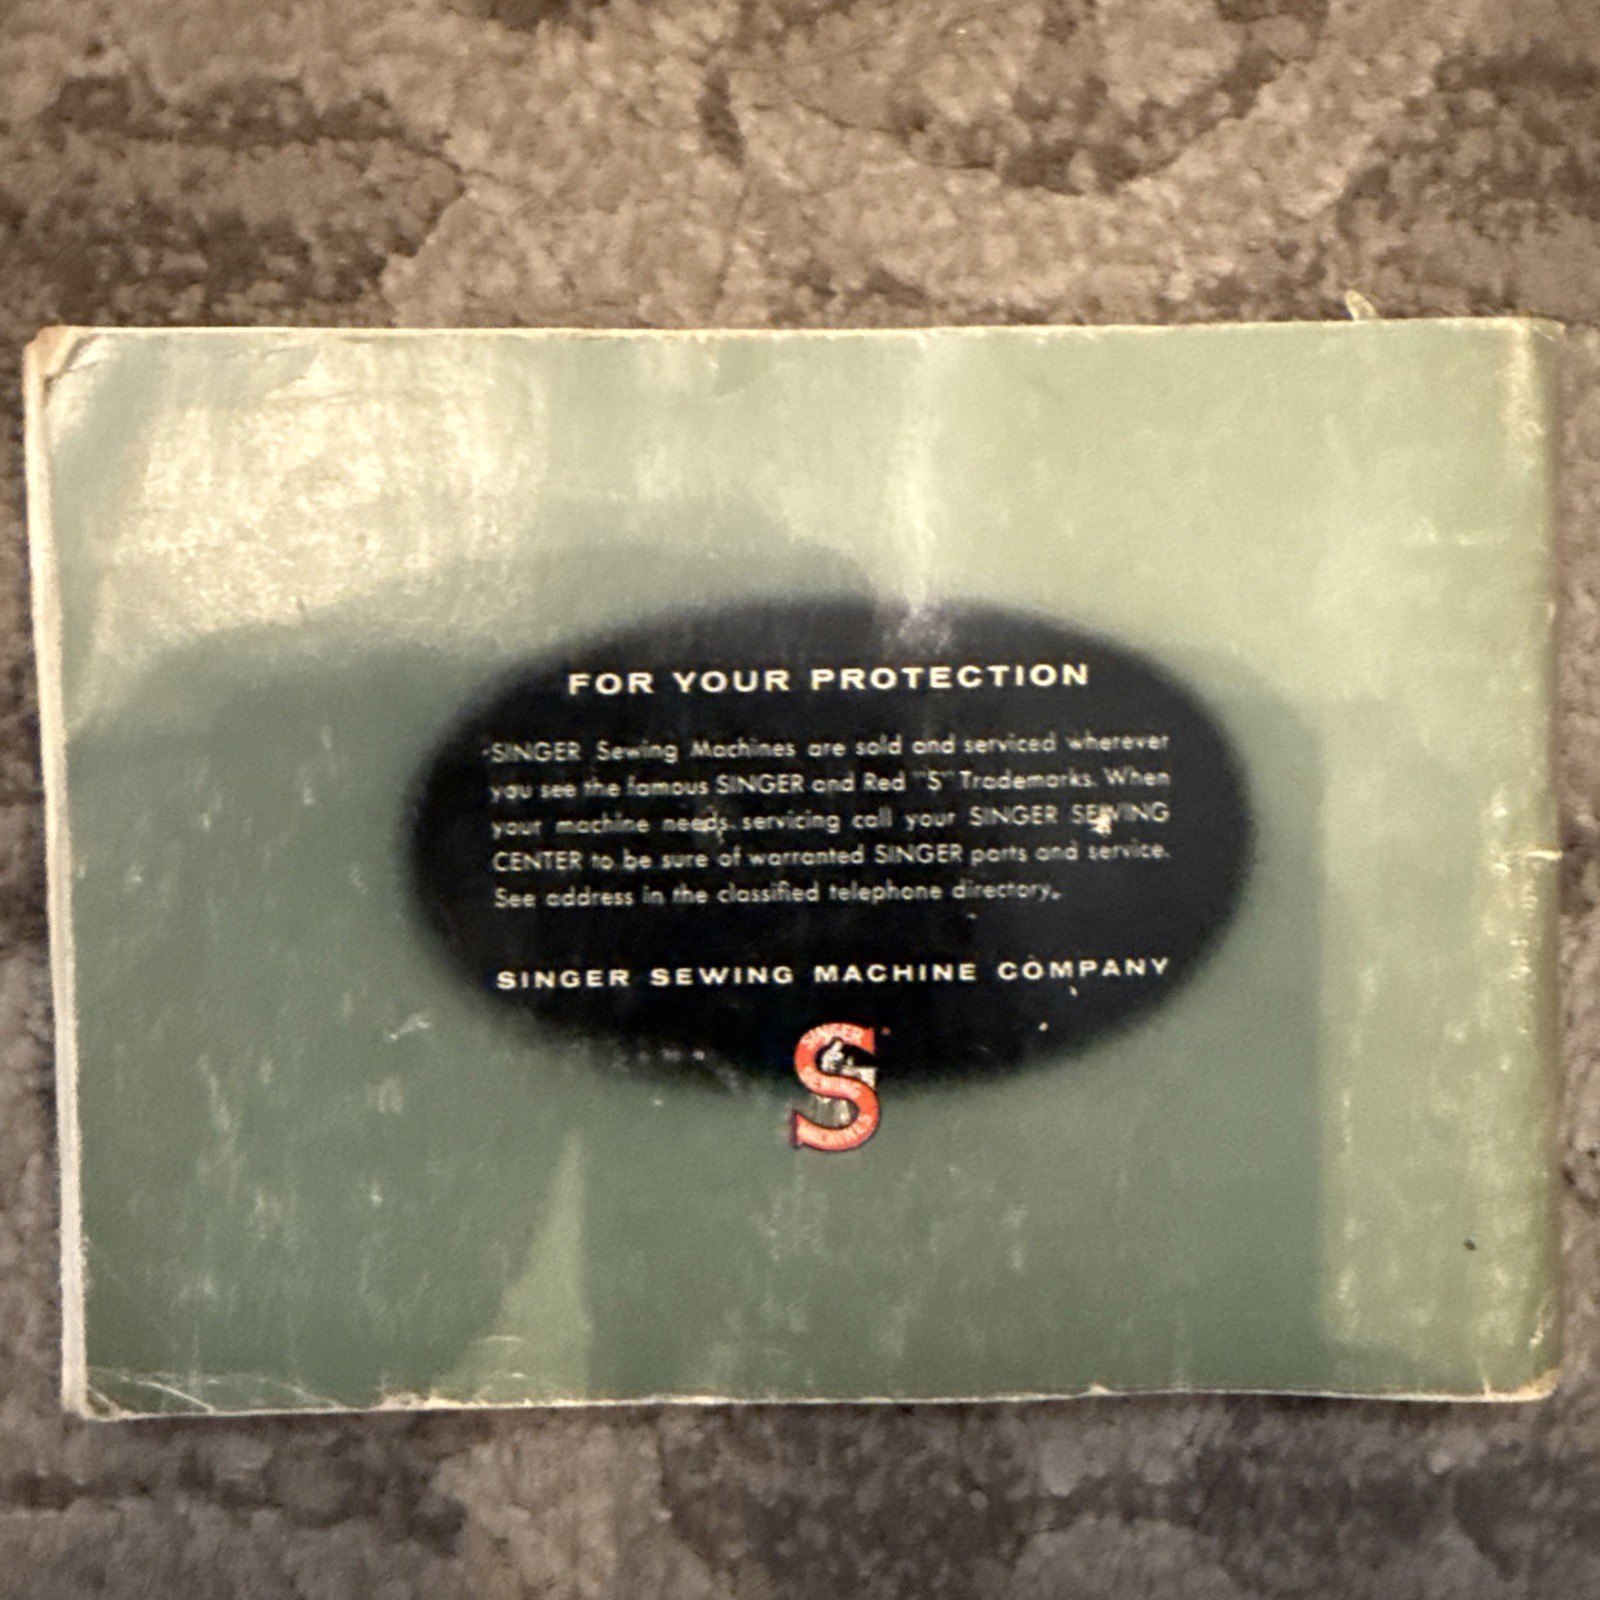 FOR YOUR PROTECTION
SINGER Sewing Machines are sold and serviced wherever
you see the famous SINGER and Red "S" Trademarks. When
your machine needs servicing call your SINGER SEWING
CENTER to be sure of warranted SINGER parts and service.
See address in the classified telephone directory.
SINGER SEWING MACHINE COMPANY
SINGER
S
SEWING
MACHINES